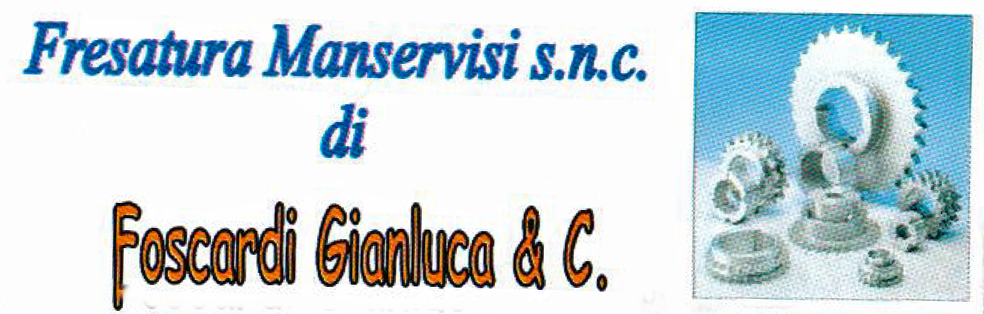 Fresatura Manservisi s.n.c.
di
Foscardi Gianluca & C.